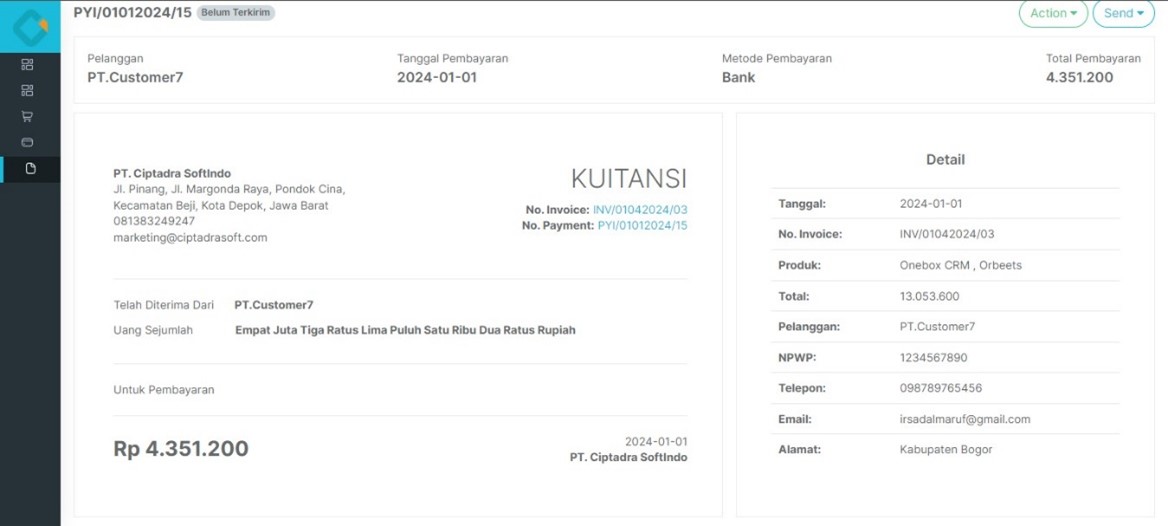 PYI/01012024/15 Belum Terkirim
Action Send
Pelanggan
PT.Customer7
Tanggal Pembayaran
2024-01-01
Metode Pembayaran
Bank
Total Pembayaran
4.351.200
PT. Ciptadra SoftIndo
Jl. Pinang, Jl. Margonda Raya, Pondok Cina,
Kecamatan Beji, Kota Depok, Jawa Barat
081383249247
marketing@ciptadrasoft.com
KUITANSI
No. Invoice: INV/01042024/03
No. Payment: PYI/01012024/15
Telah Diterima Dari PT.Customer7
Uang Sejumlah Empat Juta Tiga Ratus Lima Puluh Satu Ribu Dua Ratus Rupiah
Untuk Pembayaran
Rp 4.351.200
2024-01-01
PT. Ciptadra SoftIndo
Detail
Tanggal: 2024-01-01
No. Invoice: INV/01042024/03
Produk: Onebox CRM , Orbeets
Total: 13.053.600
Pelanggan: PT.Customer7
NPWP: 1234567890
Telepon: 098789765456
Email: irsadalmaruf@gmail.com
Alamat: Kabupaten Bogor